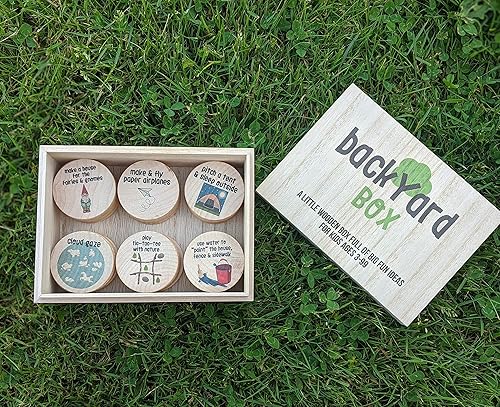 make a house
for the
fairies & gnomes
make & fly
paper airplanes
pitch a tent
& sleep outside
cloud gaze
play
tic-tac-toe
with nature
use water to
"paint" the house,
fence & sidewalk
backyard
BOX
A LITTLE WOODEN BOX FULL OF BIG FUN IDEAS
FOR KIDS AGES 3-99